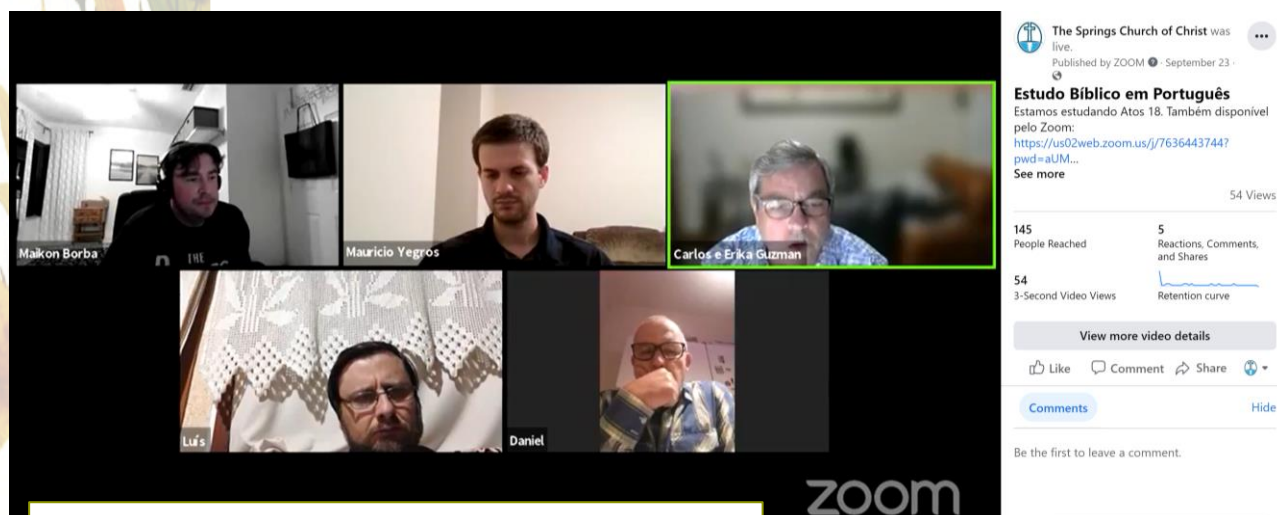 Maikon Borba
THE
Mauricio Yegros
Carlos e Erika Guzman
Luís
Daniel
zoom
The Springs Church of Christ was
live.
Published by ZOOM · September 23 ·
Estudo Bíblico em Português
Estamos estudando Atos 18. Também disponível
pelo Zoom:
https://us02web.zoom.us/j/7636443744?
pwd=aUM...
See more
54 Views
145
People Reached
5
Reactions, Comments,
and Shares
54
3-Second Video Views
Retention curve
View more video details
Like Comment Share
Comments Hide
Be the first to leave a comment.